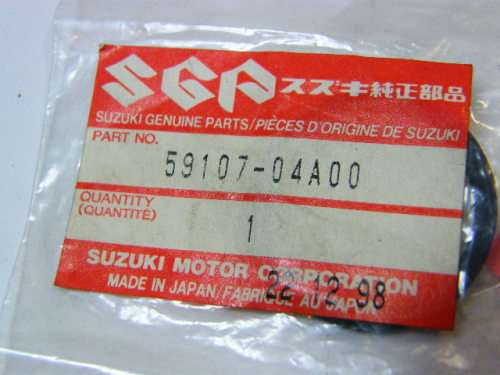 SGP スズキ純正部品
SUZUKI GENUINE PARTS/PIÈCES D'ORIGINE DE SUZUKI
PART NO.
59107-04A00
QUANTITY
(QUANTITÉ)
1
SUZUKI MOTOR CORPORATION
MADE IN JAPAN/FABRIQUÉ AU JAPON
22 12 98